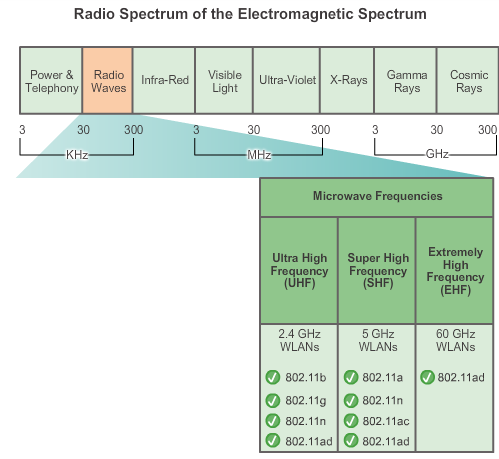 Radio Spectrum of the Electromagnetic Spectrum
Power &
Telephony
Radio
Waves
Infra-Red
Visible
Light
Ultra-Violet
X-Rays
Gamma
Rays
Cosmic
Rays
3 30 300 3 30 300 3 30 300
KHz MHz GHz
Microwave Frequencies
Ultra High
Frequency
(UHF)
Super High
Frequency
(SHF)
Extremely
High
Frequency
(EHF)
2.4 GHz
WLANs
5 GHz
WLANs
60 GHz
WLANs
802.11b 802.11a 802.11ad
802.11g 802.11n
802.11n 802.11ac
802.11ad 802.11ad